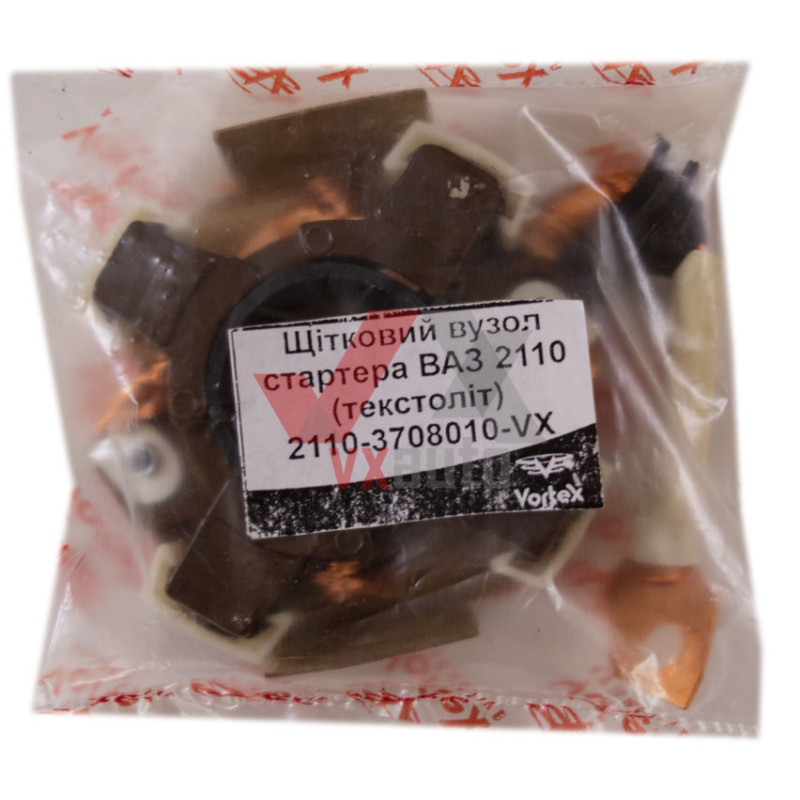 Щітковий вузол
стартера ВАЗ 2110
(текстоліт)
2110-3708010-VX
vxauto
VorteX